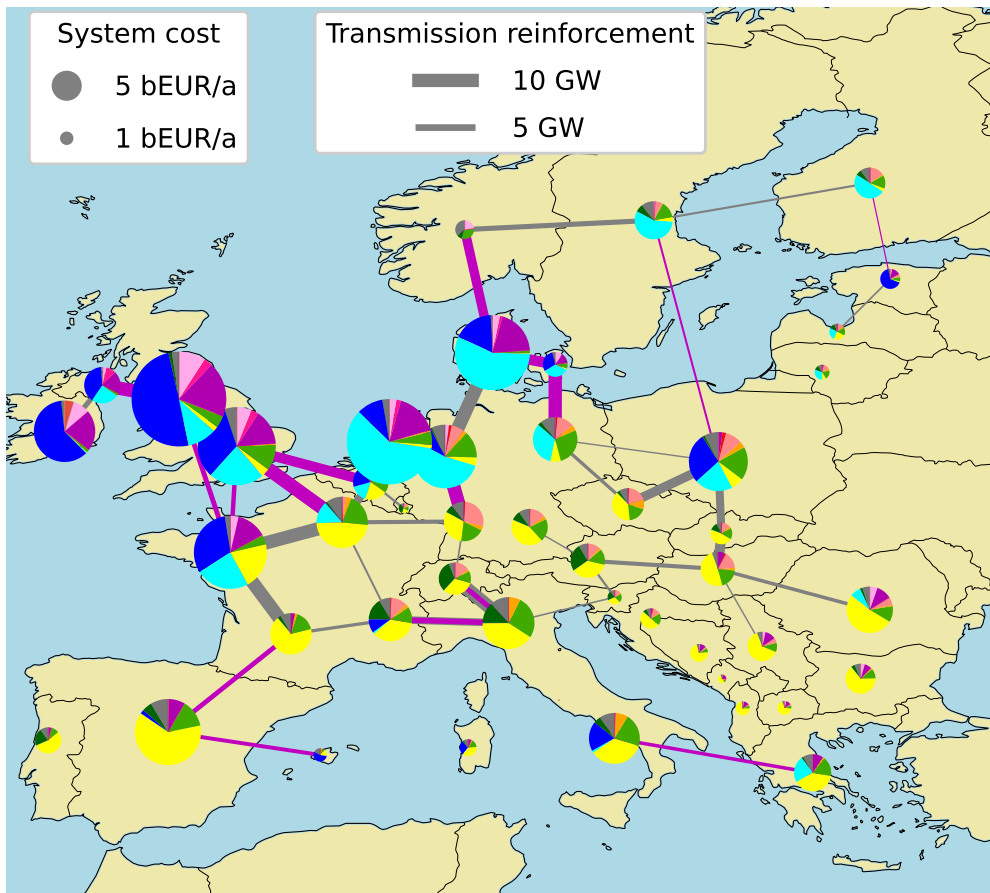 System cost
5 bEUR/a
1 bEUR/a
Transmission reinforcement
10 GW
5 GW